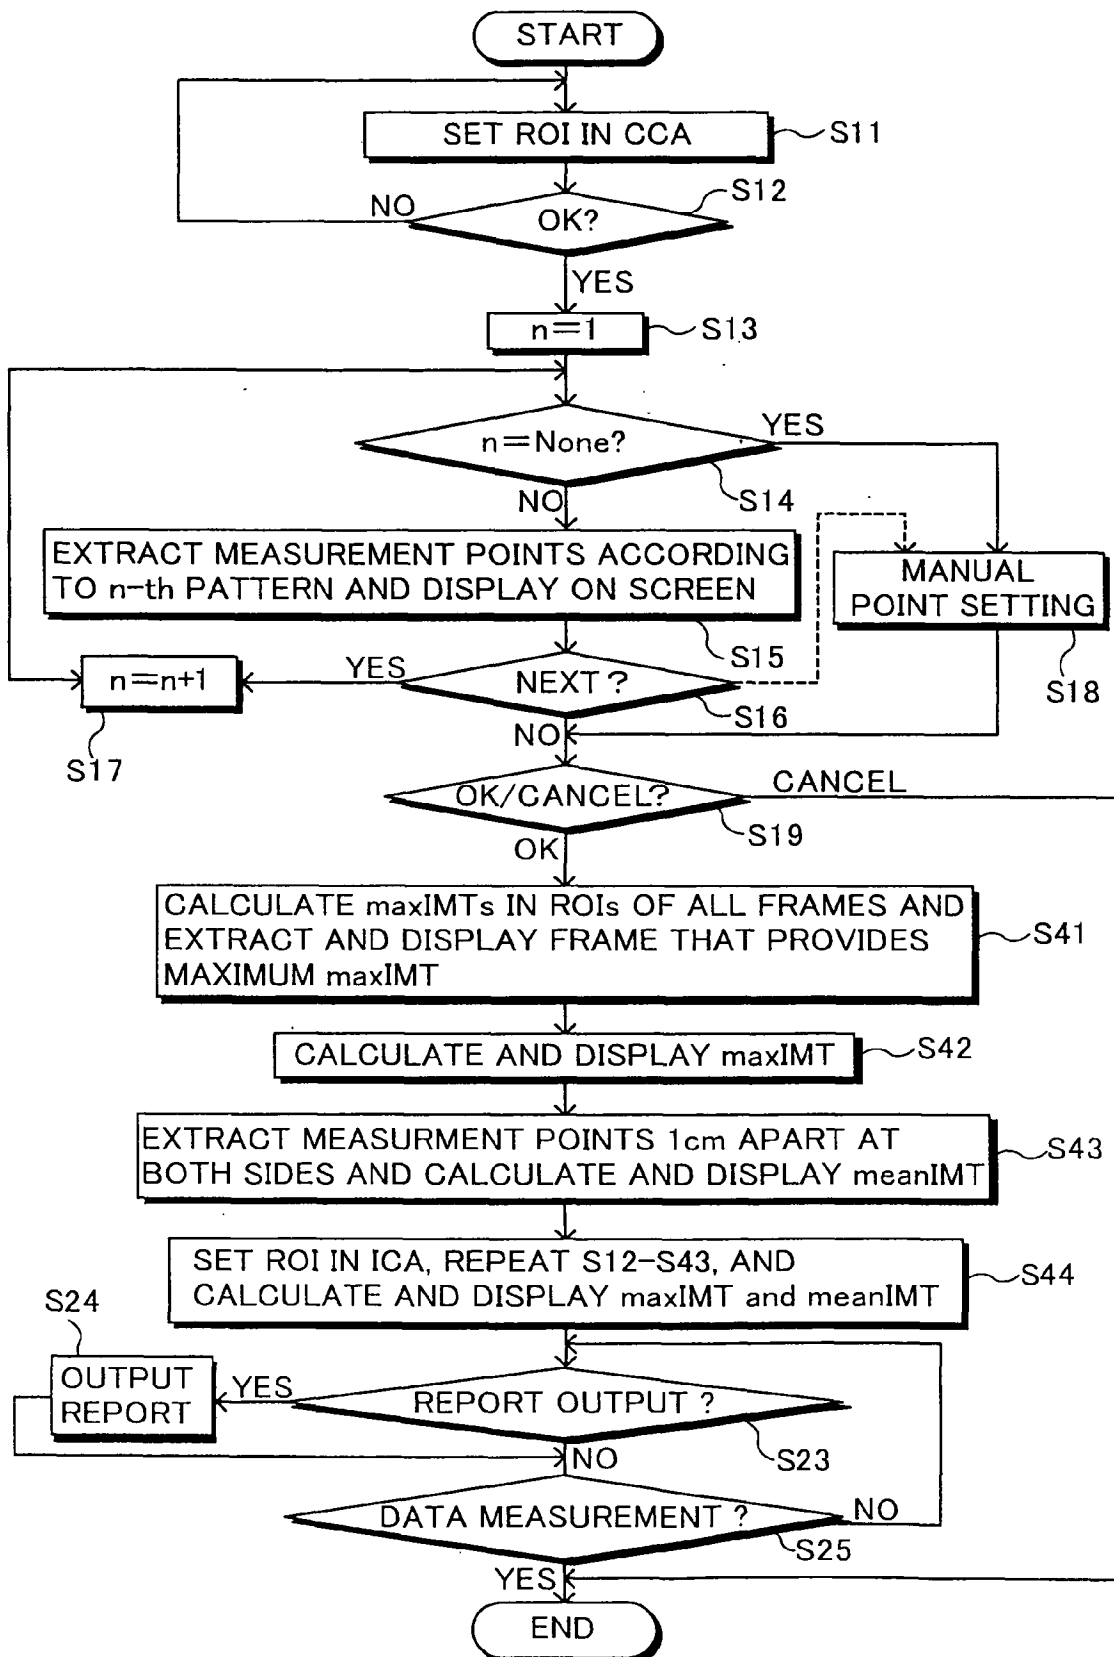 START
SET ROI IN CCA
S11
S12
NO
OK?
YES
n=1
S13
YES
n=None?
S14
NO
EXTRACT MEASUREMENT POINTS ACCORDING
TO n-th PATTERN AND DISPLAY ON SCREEN
MANUAL
POINT SETTING
S15
YES
n=n+1
NEXT ?
S16
S18
NO
S17
CANCEL
OK/CANCEL?
S19
OK
CALCULATE maxIMTs IN ROIs OF ALL FRAMES AND
EXTRACT AND DISPLAY FRAME THAT PROVIDES
MAXIMUM maxIMT
S41
CALCULATE AND DISPLAY maxIMT
S42
EXTRACT MEASURMENT POINTS 1cm APART AT
BOTH SIDES AND CALCULATE AND DISPLAY meanIMT
S43
SET ROI IN ICA, REPEAT S12-S43, AND
CALCULATE AND DISPLAY maxIMT and meanIMT
S44
S24
OUTPUT
REPORT
YES
REPORT OUTPUT ?
S23
NO
DATA MEASUREMENT ?
NO
S25
YES
END